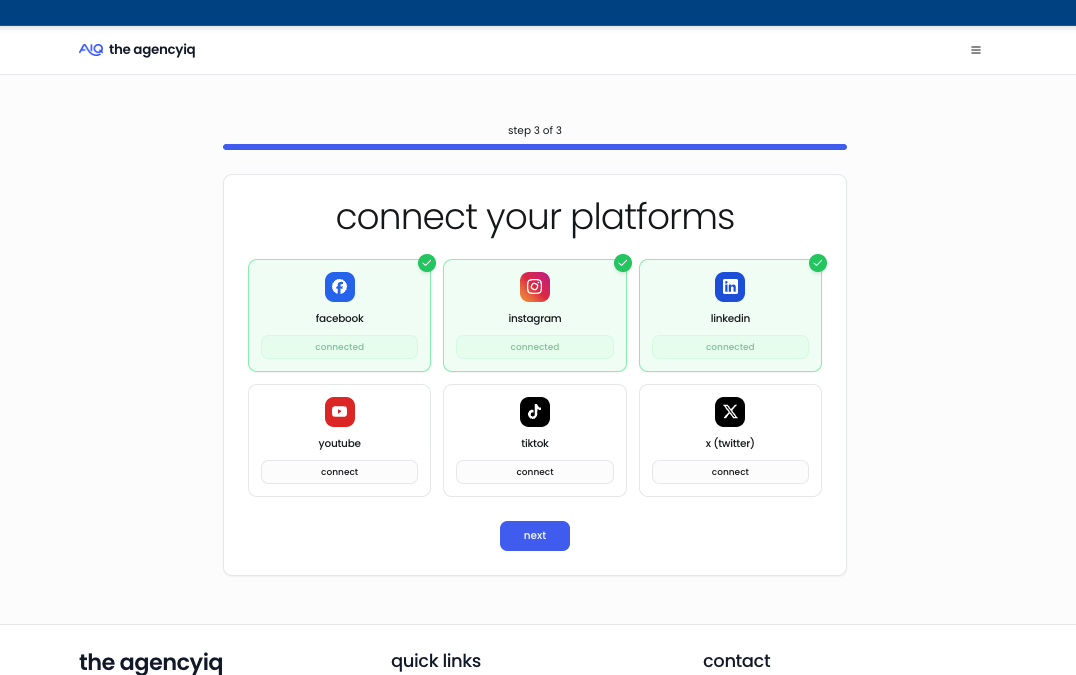 AIQ the agencyiq
step 3 of 3
connect your platforms
facebook instagram linkedin
connected connected connected
youtube tiktok x (twitter)
connect connect connect
next
the agencyiq quick links contact